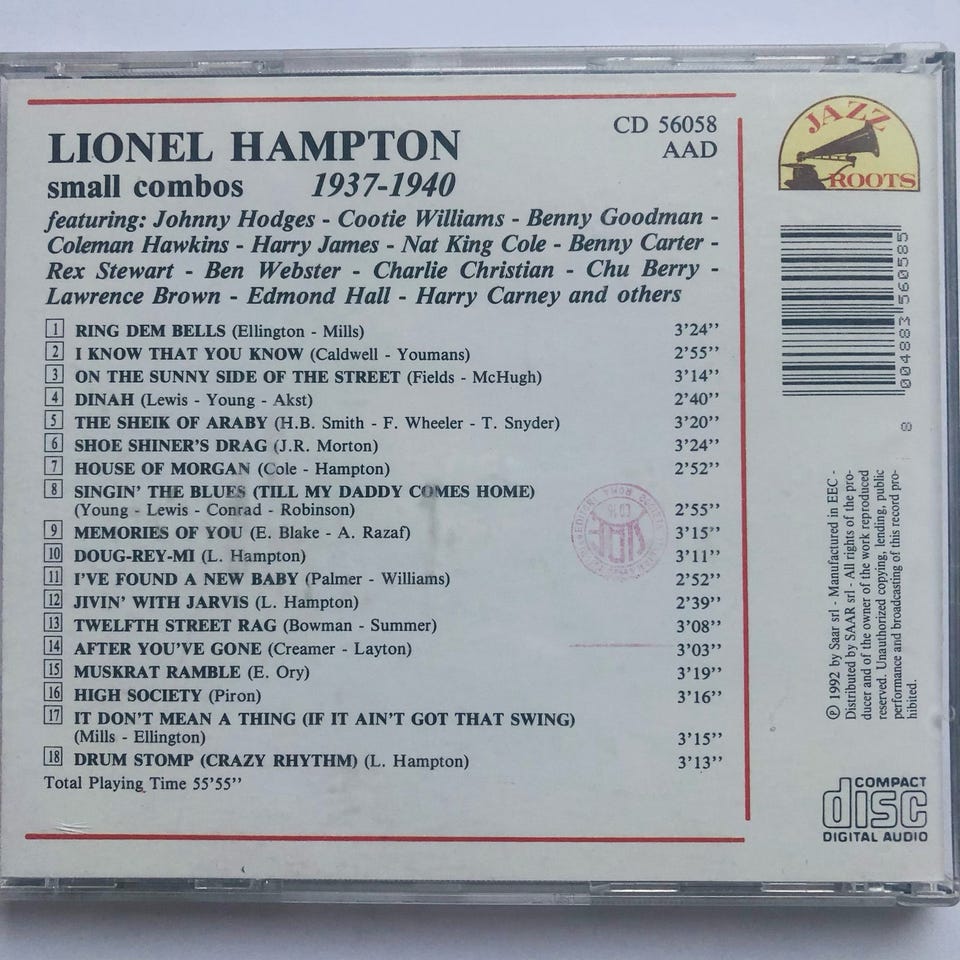 LIONEL HAMPTON
small combos 1937-1940
CD 56058
AAD
JAZZ
ROOTS
featuring: Johnny Hodges - Cootie Williams - Benny Goodman -
Coleman Hawkins - Harry James - Nat King Cole - Benny Carter -
Rex Stewart - Ben Webster - Charlie Christian - Chu Berry -
Lawrence Brown - Edmond Hall - Harry Carney and others
1 RING DEM BELLS (Ellington - Mills) 3'24''
2 I KNOW THAT YOU KNOW (Caldwell - Youmans) 2'55''
3 ON THE SUNNY SIDE OF THE STREET (Fields - McHugh) 3'14''
4 DINAH (Lewis - Young - Akst) 2'40''
5 THE SHEIK OF ARABY (H.B. Smith - F. Wheeler - T. Snyder) 3'20''
6 SHOE SHINER'S DRAG (J.R. Morton) 3'24''
7 HOUSE OF MORGAN (Cole - Hampton) 2'52''
8 SINGIN' THE BLUES (TILL MY DADDY COMES HOME)
(Young - Lewis - Conrad - Robinson) 2'55''
9 MEMORIES OF YOU (E. Blake - A. Razaf) 3'15''
10 DOUG-REY-MI (L. Hampton) 3'11''
11 I'VE FOUND A NEW BABY (Palmer - Williams) 2'52''
12 JIVIN' WITH JARVIS (L. Hampton) 2'39''
13 TWELFTH STREET RAG (Bowman - Summer) 3'08''
14 AFTER YOU'VE GONE (Creamer - Layton) 3'03''
15 MUSKRAT RAMBLE (E. Ory) 3'19''
16 HIGH SOCIETY (Piron) 3'16''
17 IT DON'T MEAN A THING (IF IT AIN'T GOT THAT SWING)
(Mills - Ellington) 3'15''
18 DRUM STOMP (CRAZY RHYTHM) (L. Hampton) 3'13''
Total Playing Time 55'55''
004883560585
8
℗ 1992 by Saar srl - Manufactured in EEC -
Distributed by SAAR srl - All rights of the pro-
ducer and of the owner of the work reproduced
reserved. Unauthorized copying, lending, public
performance and broadcasting of this record pro-
hibited.
COMPACT
disc
DIGITAL AUDIO